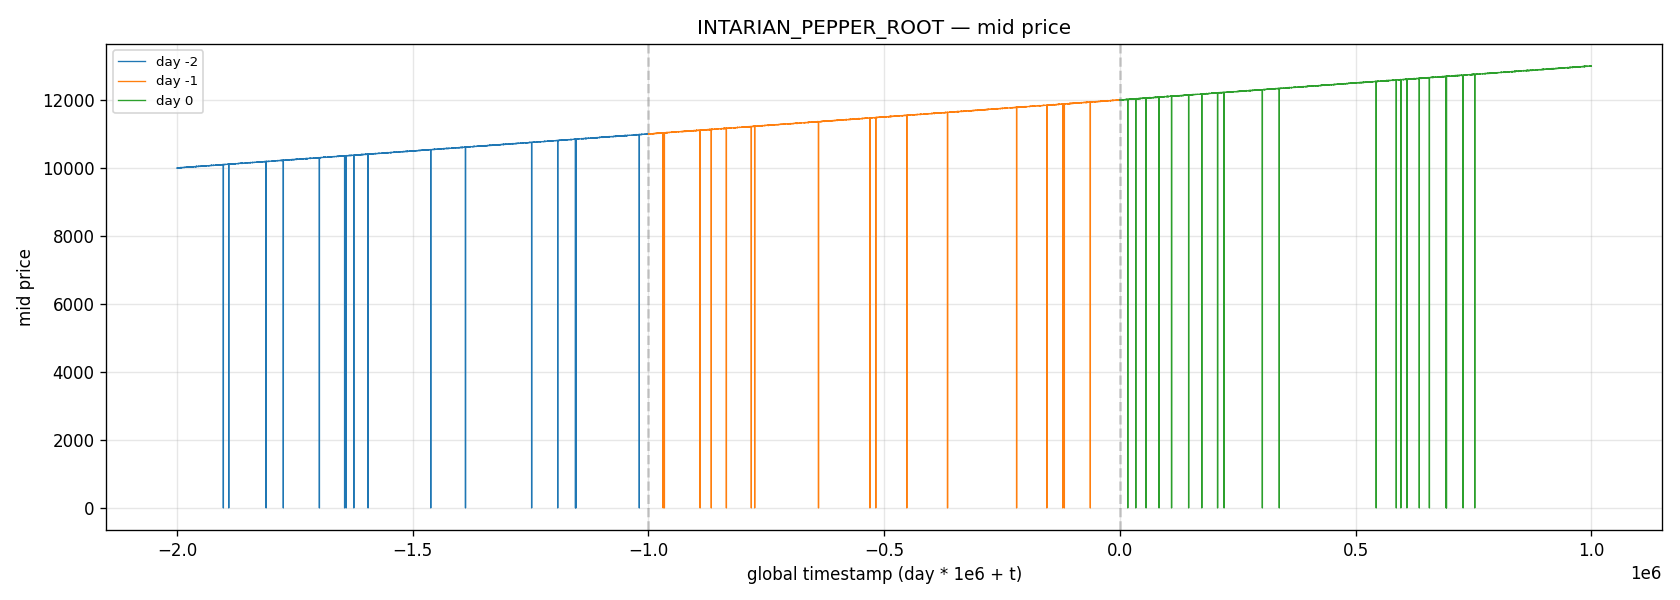 INTARIAN_PEPPER_ROOT — mid price
day -2
day -1
day 0
mid price
12000
10000
8000
6000
4000
2000
0
−2.0 −1.5 −1.0 −0.5 0.0 0.5 1.0
1e6
global timestamp (day * 1e6 + t)